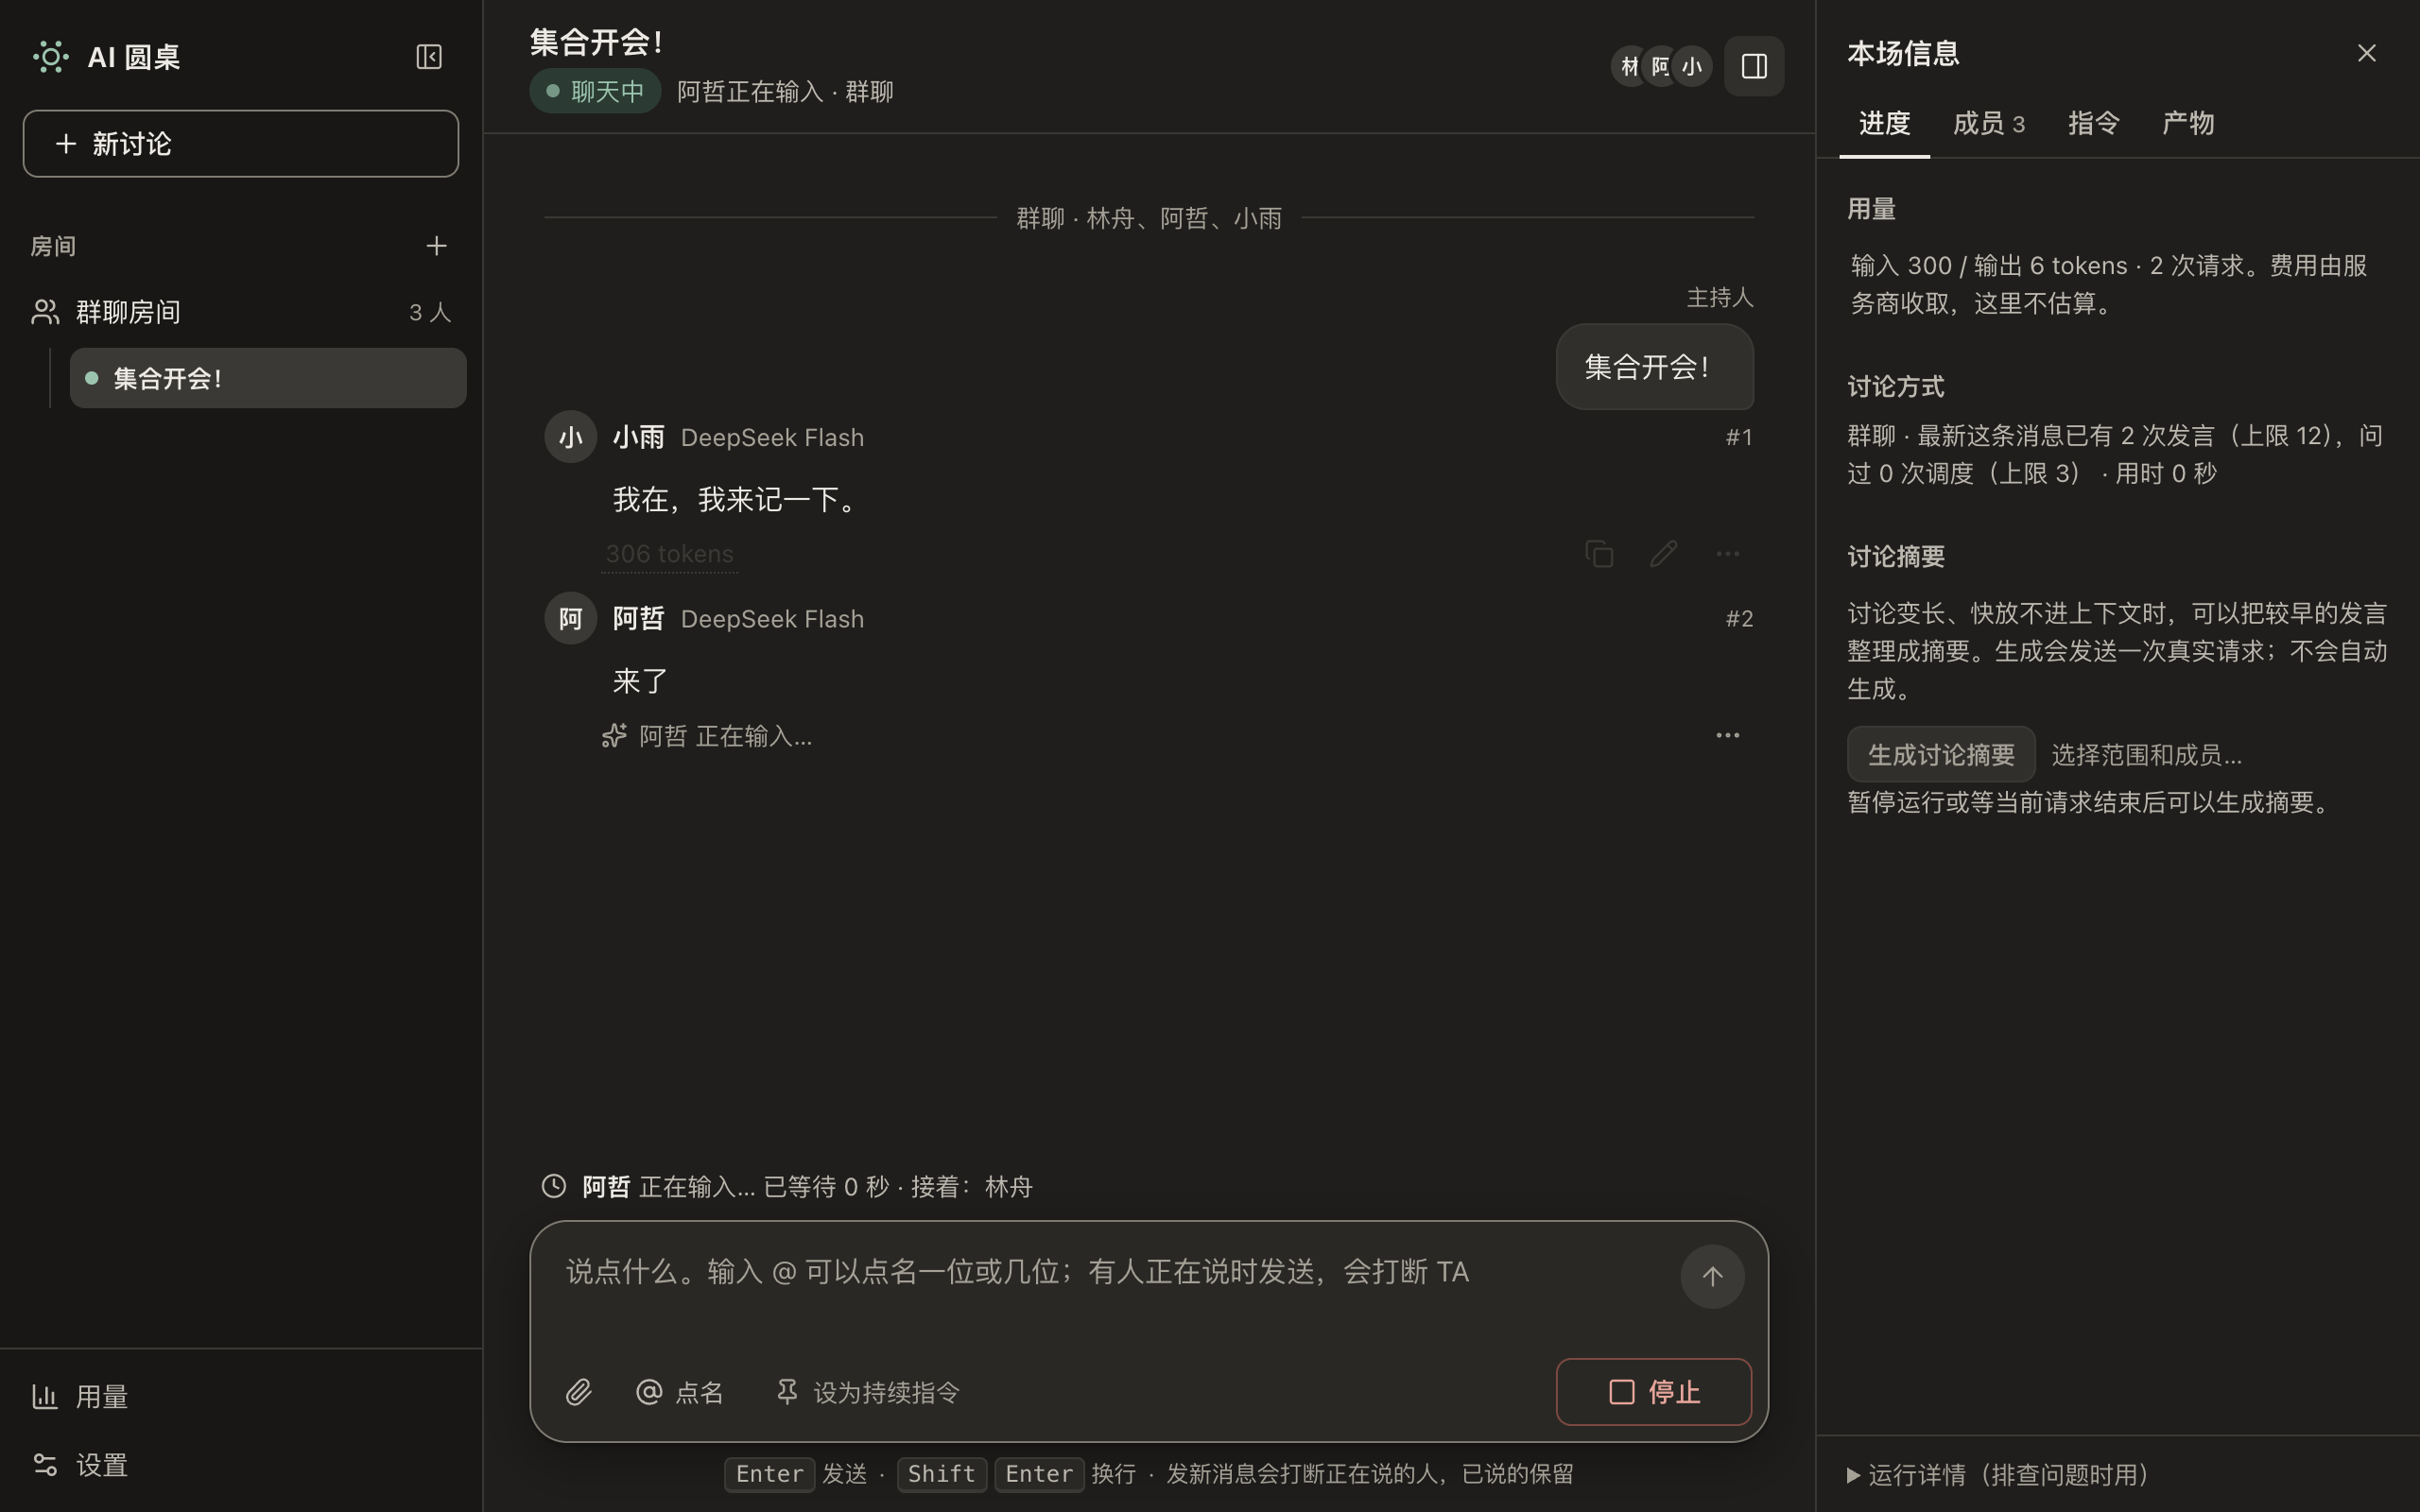 AI 圆桌
新讨论
房间
群聊房间 3 人
集合开会！
用量
设置
集合开会！
聊天中 阿哲正在输入 · 群聊
林 阿 小
群聊 · 林舟、阿哲、小雨
主持人
集合开会！
小 小雨 DeepSeek Flash #1
我在，我来记一下。
306 tokens
阿 阿哲 DeepSeek Flash #2
来了
阿哲 正在输入…
阿哲 正在输入… 已等待 0 秒 · 接着：林舟
说点什么。输入 @ 可以点名一位或几位；有人正在说时发送，会打断 TA
点名 设为持续指令 停止
Enter 发送 · Shift Enter 换行 · 发新消息会打断正在说的人，已说的保留
本场信息
进度 成员 3 指令 产物
用量
输入 300 / 输出 6 tokens · 2 次请求。费用由服
务商收取，这里不估算。
讨论方式
群聊 · 最新这条消息已有 2 次发言（上限 12），问
过 0 次调度（上限 3） · 用时 0 秒
讨论摘要
讨论变长、快放不进上下文时，可以把较早的发言
整理成摘要。生成会发送一次真实请求；不会自动
生成。
生成讨论摘要 选择范围和成员…
暂停运行或等当前请求结束后可以生成摘要。
运行详情（排查问题时用）